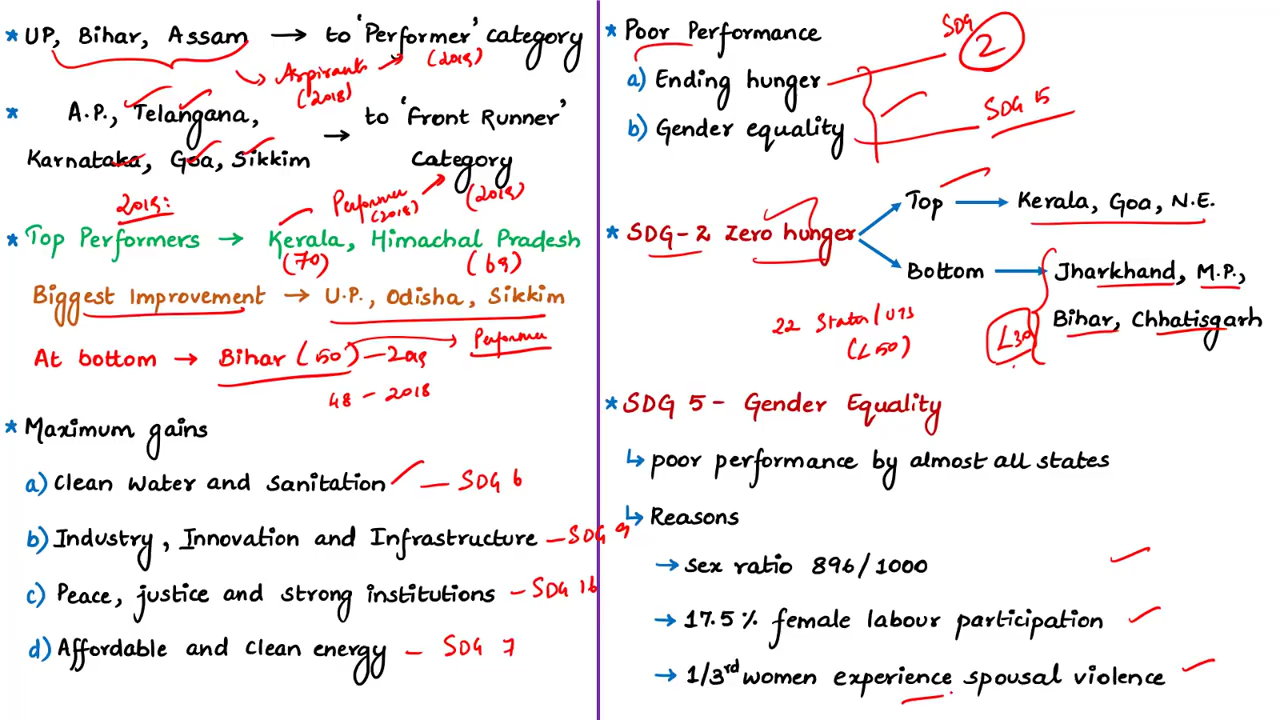 * UP, Bihar, Assam → to 'Performer' category
Aspirants (2019)
(2018)
* A.P., Telangana, to 'Front Runner'
Karnataka, Goa, Sikkim → category
2019: Performer (2019)
(2018)
* Top Performers → Kerala, Himachal Pradesh
(70) (69)
Biggest Improvement → U.P., Odisha, Sikkim
Performer
At bottom → Bihar (50) – 2019
48 – 2018
* Maximum gains
a) Clean water and sanitation – SDG 6
b) Industry, Innovation and Infrastructure – SDG 9
c) Peace, justice and strong institutions – SDG 16
d) Affordable and clean energy – SDG 7
* Poor Performance SDG 2
a) Ending hunger
SDG 5
b) Gender equality
Top → Kerala, Goa, N.E.
* SDG-2 Zero hunger
Bottom → Jharkhand, M.P.,
22 States/UTs Bihar, Chhatisgarh
(<50) <30
* SDG 5 - Gender Equality
↳ poor performance by almost all states
↳ Reasons
→ sex ratio 896/1000
→ 17.5% female labour participation
→ 1/3rd women experience spousal violence